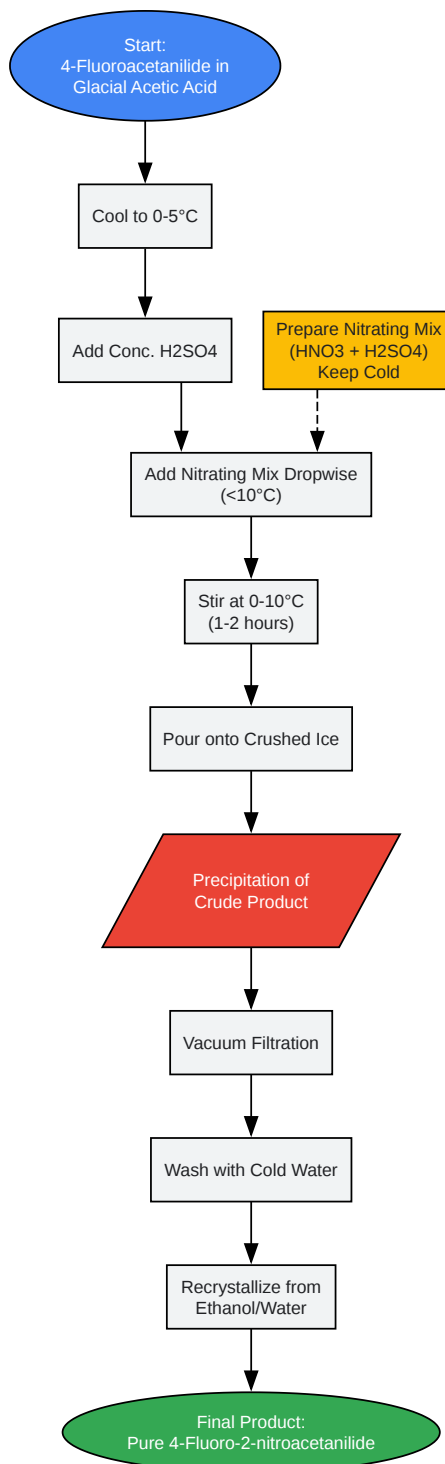 Start:
4-Fluoroacetanilide in
Glacial Acetic Acid
Cool to 0-5°C
Add Conc. H2SO4
Prepare Nitrating Mix
(HNO3 + H2SO4)
Keep Cold
Add Nitrating Mix Dropwise
(<10°C)
Stir at 0-10°C
(1-2 hours)
Pour onto Crushed Ice
Precipitation of
Crude Product
Vacuum Filtration
Wash with Cold Water
Recrystallize from
Ethanol/Water
Final Product:
Pure 4-Fluoro-2-nitroacetanilide